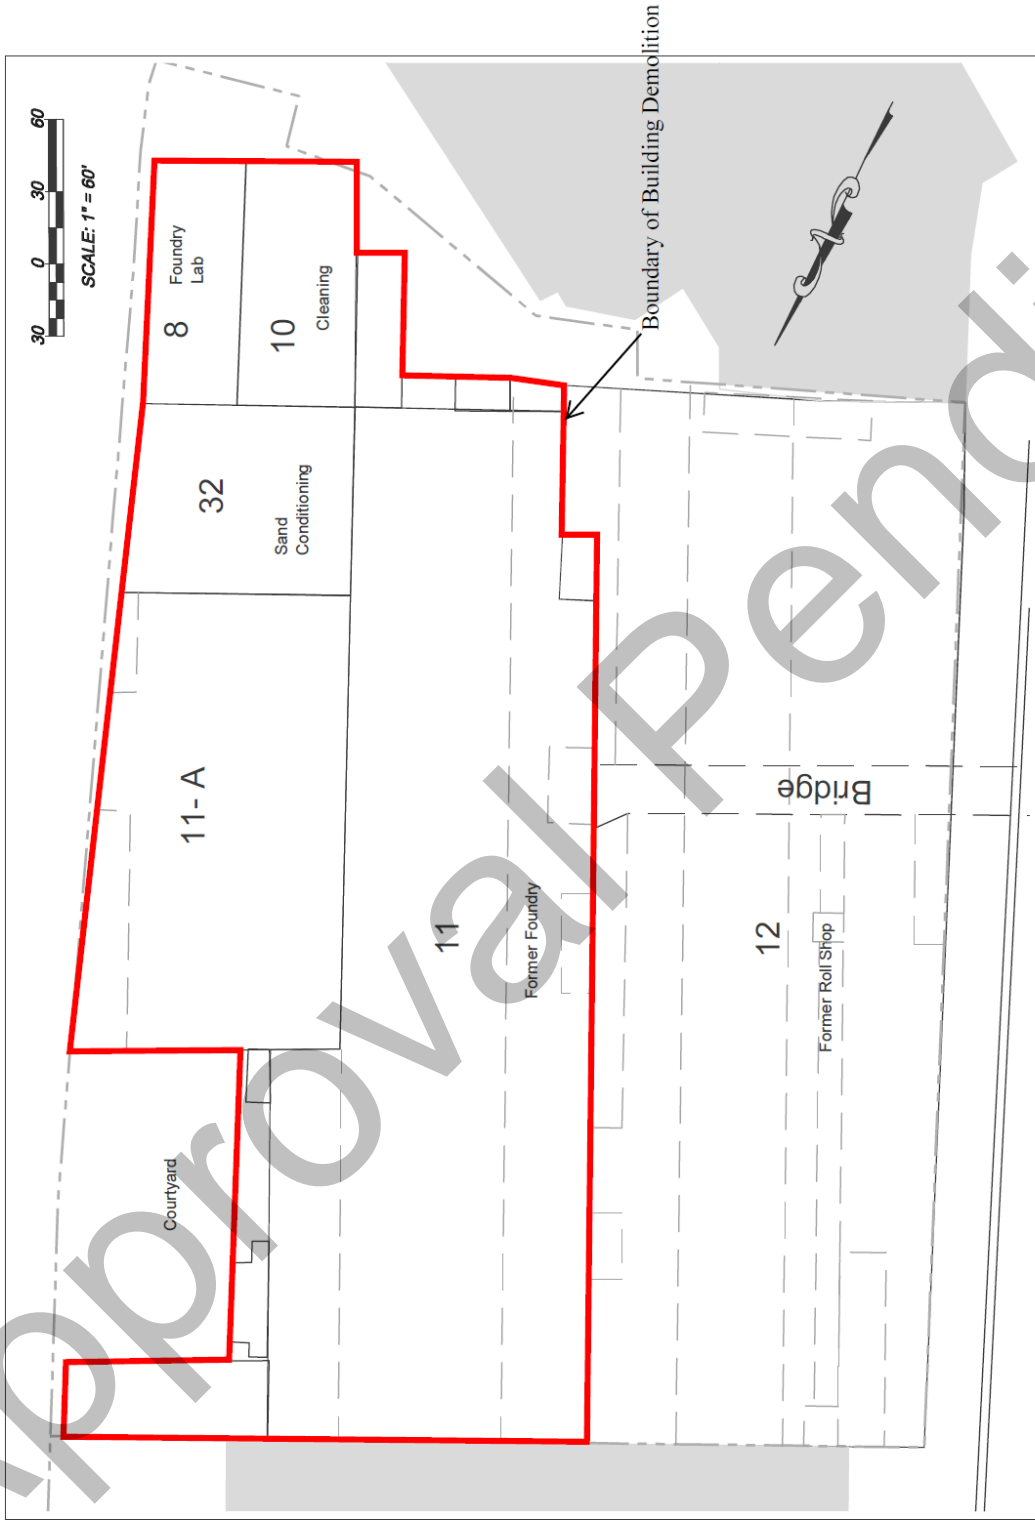 60
30
0
30
SCALE: 1" = 60'
Boundary of Building Demolition
8
Foundry
Lab
10
Cleaning
32
Sand
Conditioning
11- A
11
Former Foundry
Courtyard
Bridge
12
Former Roll Shop
N
Approval Pendi